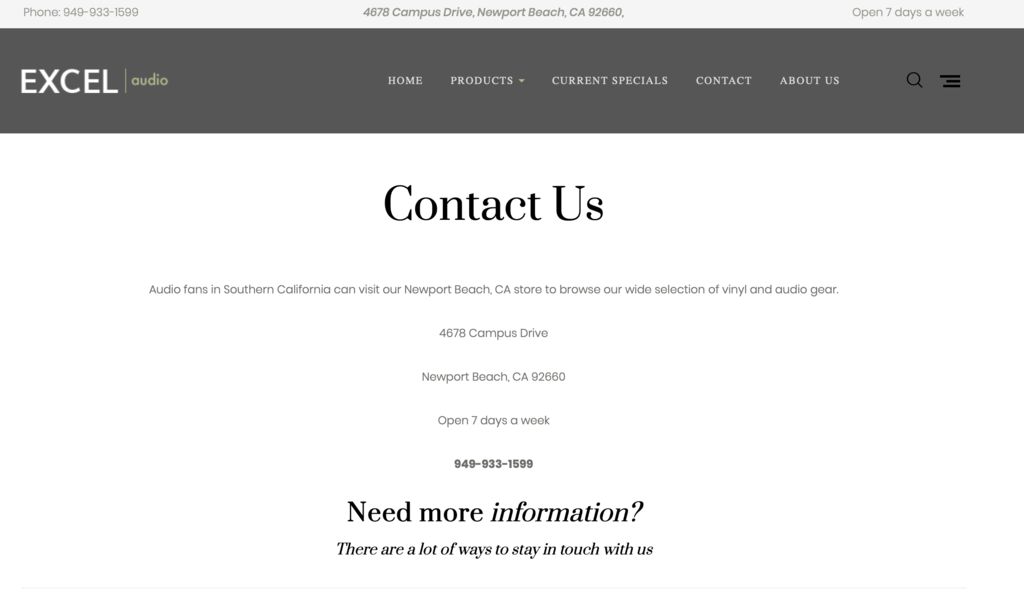 Phone: 949-933-1599
4678 Campus Drive, Newport Beach, CA 92660,
Open 7 days a week
EXCEL audio
HOME
PRODUCTS
CURRENT SPECIALS
CONTACT
ABOUT US
Contact Us
Audio fans in Southern California can visit our Newport Beach, CA store to browse our wide selection of vinyl and audio gear.
4678 Campus Drive
Newport Beach, CA 92660
Open 7 days a week
949-933-1599
Need more information?
There are a lot of ways to stay in touch with us